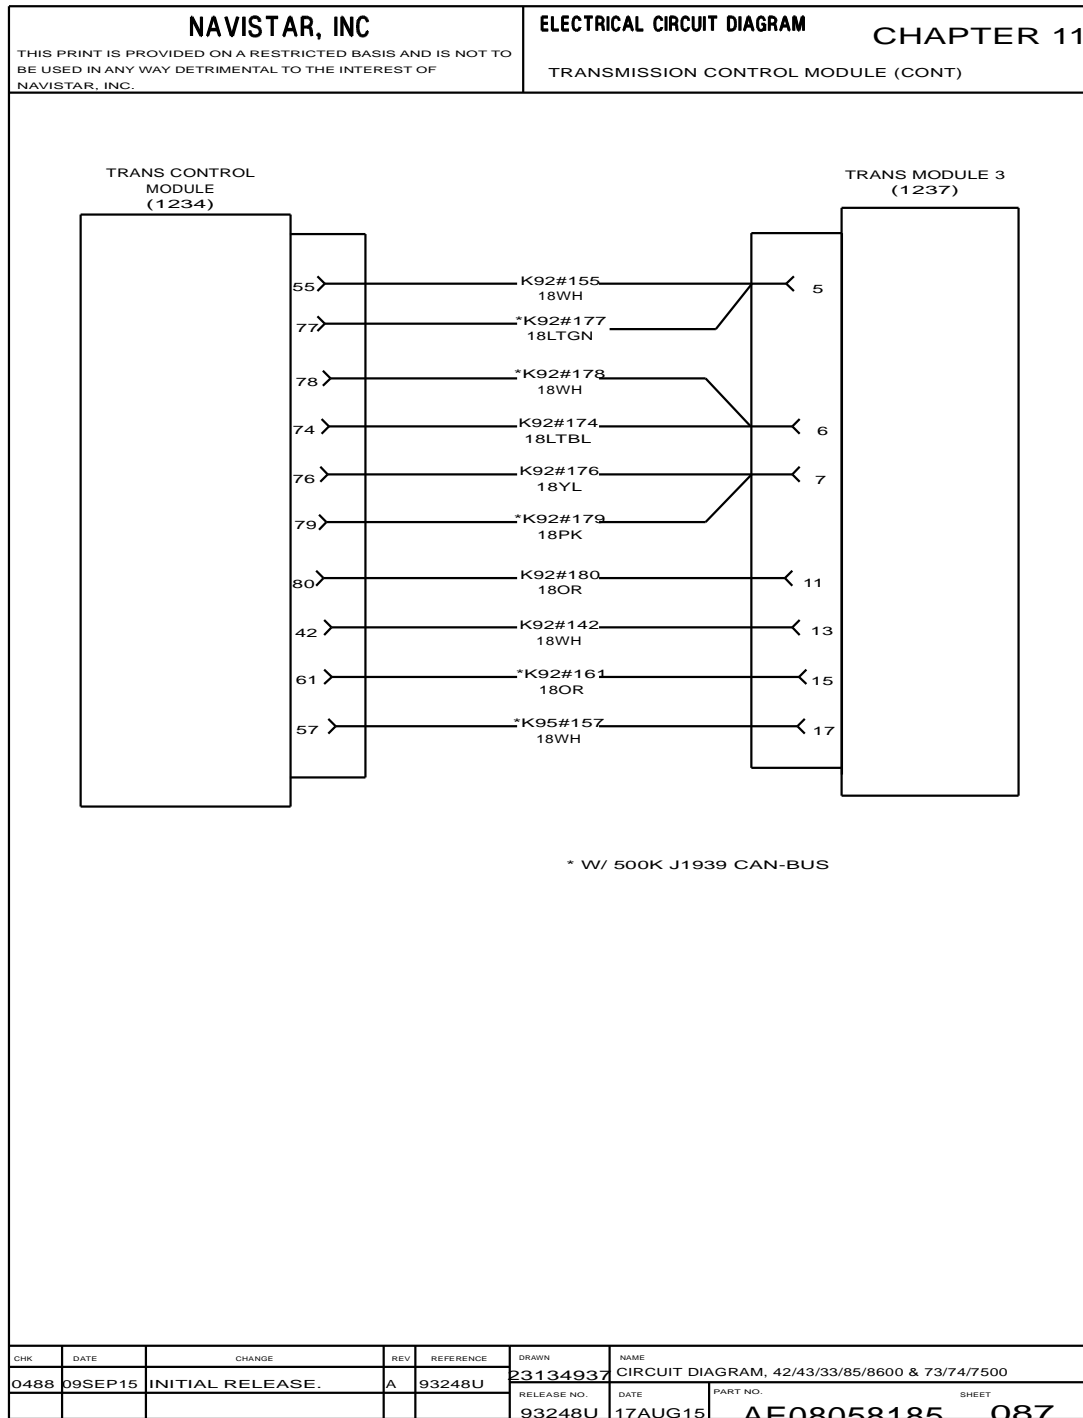 NAVISTAR, INC
THIS PRINT IS PROVIDED ON A RESTRICTED BASIS AND IS NOT TO
BE USED IN ANY WAY DETRIMENTAL TO THE INTEREST OF
NAVISTAR, INC.
ELECTRICAL CIRCUIT DIAGRAM
CHAPTER 11
TRANSMISSION CONTROL MODULE (CONT)
TRANS CONTROL
MODULE
(1234)
TRANS MODULE 3
(1237)
55 K92#155 5
18WH
77 *K92#177
18LTGN
78 *K92#178
18WH
74 K92#174 6
18LTBL
76 K92#176 7
18YL
79 *K92#179
18PK
80 K92#180 11
18OR
42 K92#142 13
18WH
61 *K92#161 15
18OR
57 *K95#157 17
18WH
* W/ 500K J1939 CAN-BUS
CHK DATE CHANGE REV REFERENCE
0488 09SEP15 INITIAL RELEASE. A 93248U
DRAWN
23134937
NAME
CIRCUIT DIAGRAM, 42/43/33/85/8600 & 73/74/7500
RELEASE NO.
93248U
DATE
17AUG15
PART NO.
AE08058185
SHEET
087